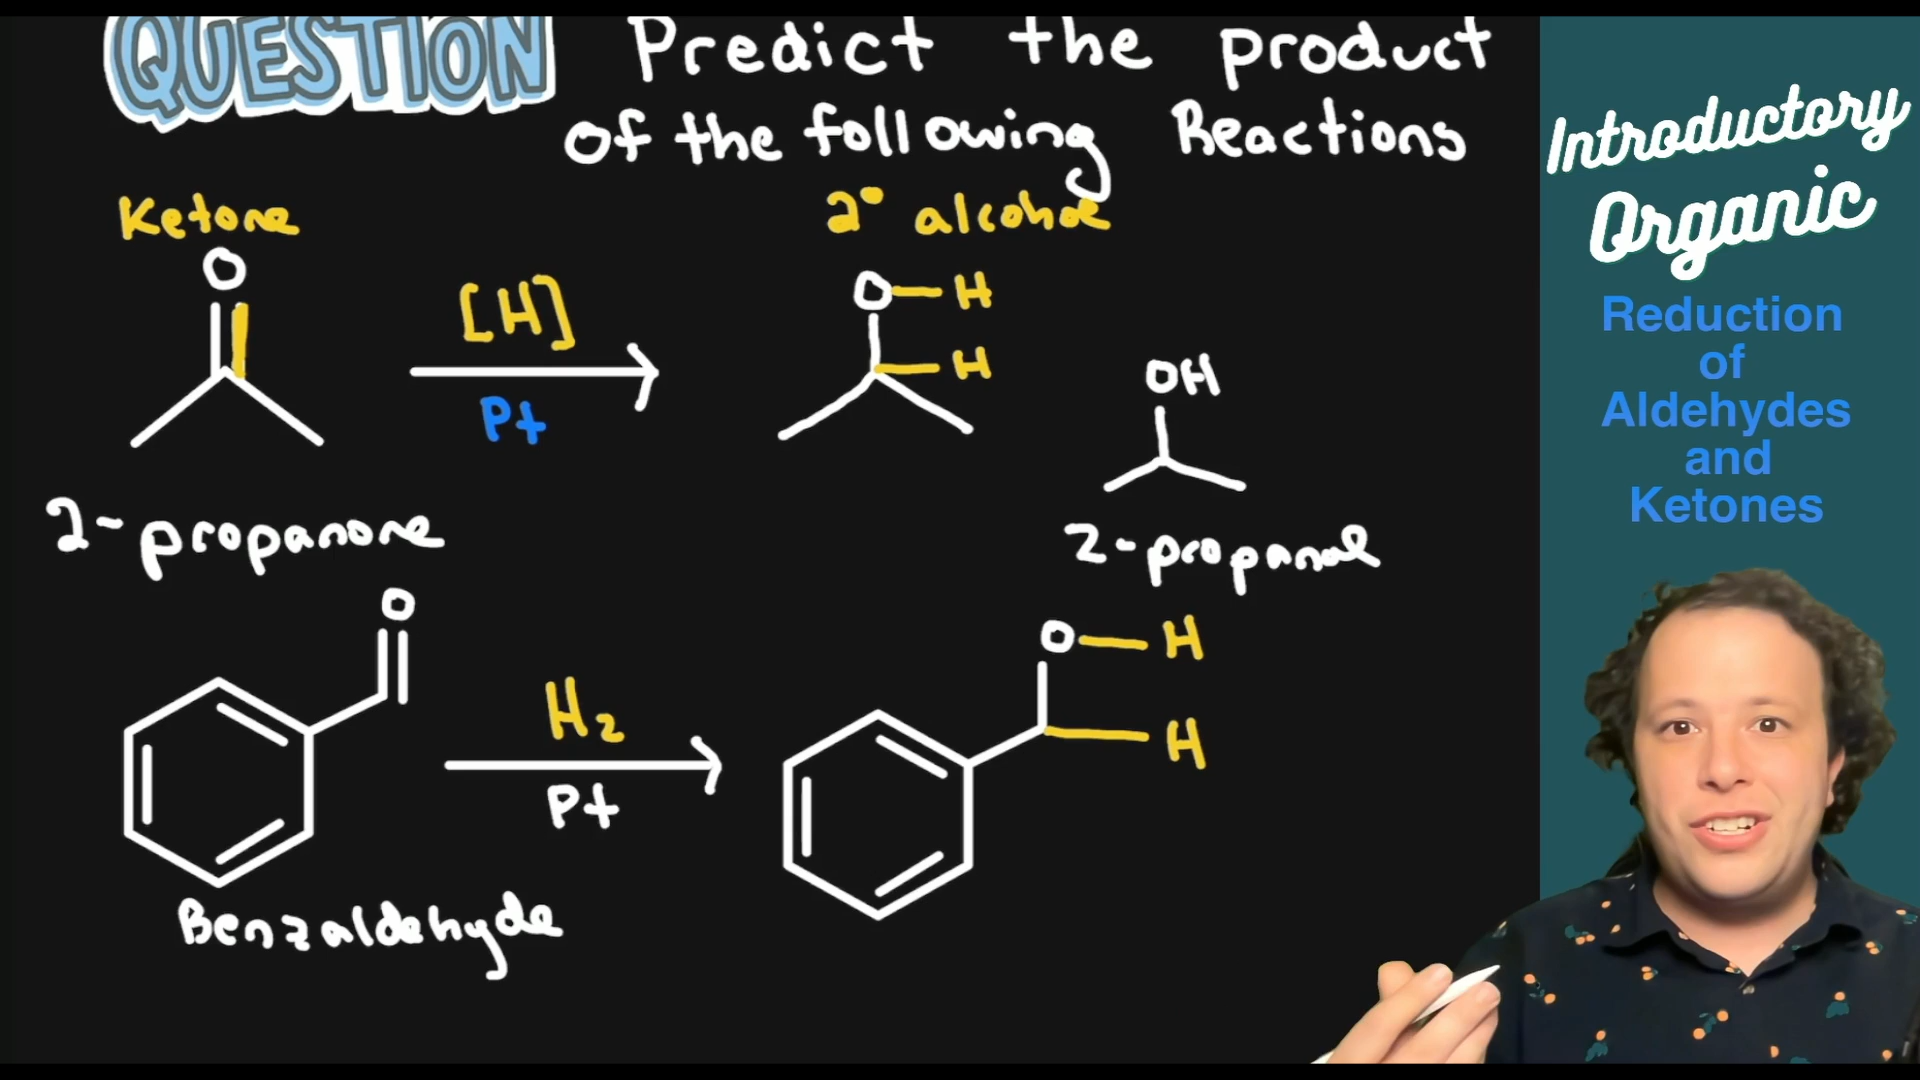 QUESTION Predict the product
of the following Reactions
Ketone
2° alcohol
O
[H]
Pt
O H
H
OH
2-propanone
2-propanol
O
H2
Pt
O H
H
Benzaldehyde
Introductory
Organic
Reduction
of
Aldehydes
and
Ketones